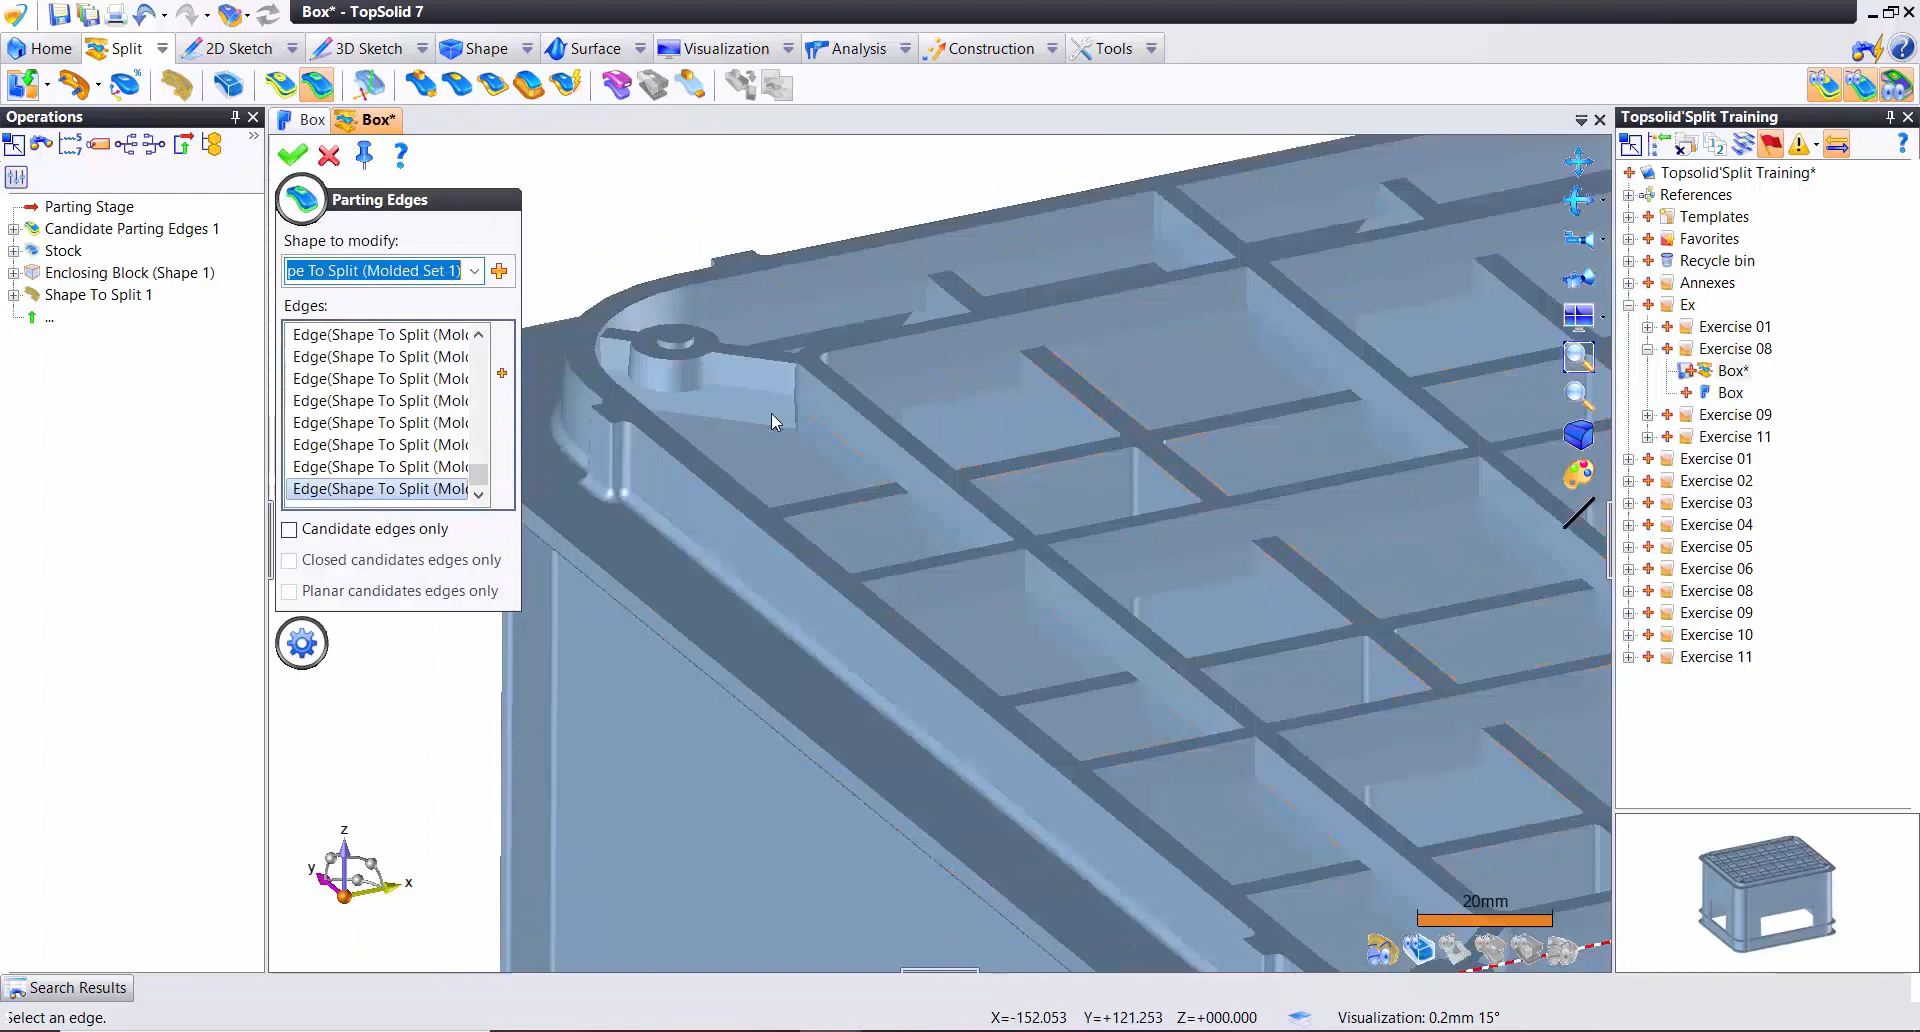 Box* - TopSolid 7
Home
Split
2D Sketch
3D Sketch
Shape
Surface
Visualization
Analysis
Construction
Tools
Operations
Parting Stage
Candidate Parting Edges 1
Stock
Enclosing Block (Shape 1)
Shape To Split 1
...
Box
Box*
Parting Edges
Shape to modify:
pe To Split (Molded Set 1)
Edges:
Edge(Shape To Split (Mol
Edge(Shape To Split (Mol
Edge(Shape To Split (Mol
Edge(Shape To Split (Mol
Edge(Shape To Split (Mol
Edge(Shape To Split (Mol
Edge(Shape To Split (Mol
Edge(Shape To Split (Mol
Candidate edges only
Closed candidates edges only
Planar candidates edges only
z
y
x
20mm
Topsolid'Split Training
Topsolid'Split Training*
References
Templates
Favorites
Recycle bin
Annexes
Ex
Exercise 01
Exercise 08
Box*
Box
Exercise 09
Exercise 11
Exercise 01
Exercise 02
Exercise 03
Exercise 04
Exercise 05
Exercise 06
Exercise 08
Exercise 09
Exercise 10
Exercise 11
Search Results
Select an edge.
X=-152.053 Y=+121.253 Z=+000.000
Visualization: 0.2mm 15°